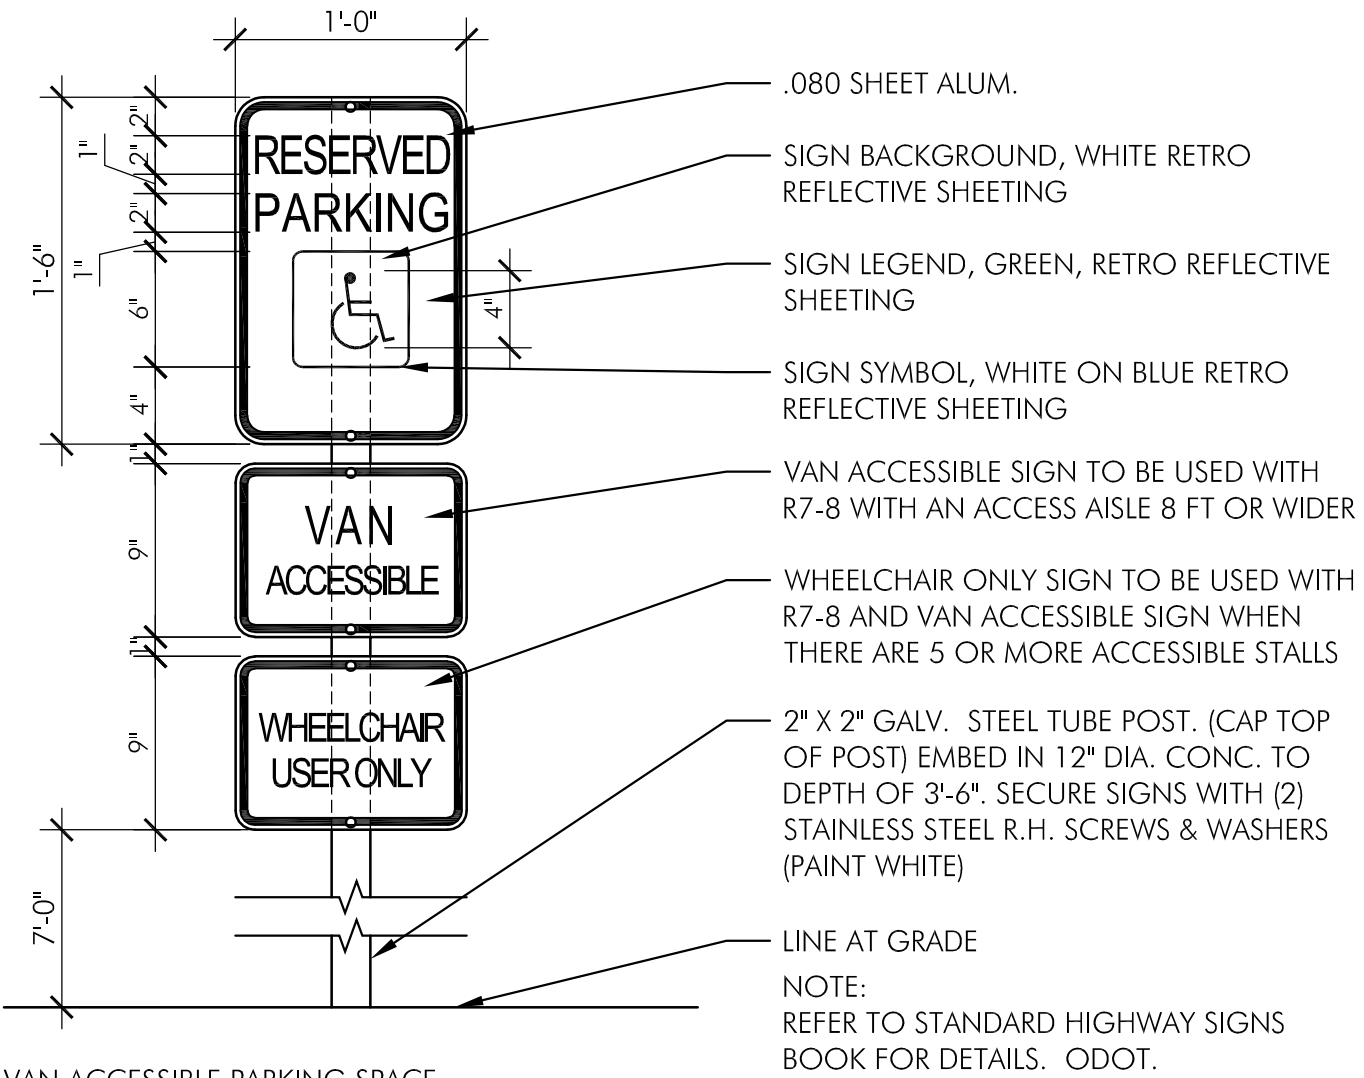 1'-0"
.080 SHEET ALUM.
SIGN BACKGROUND, WHITE RETRO
REFLECTIVE SHEETING
SIGN LEGEND, GREEN, RETRO REFLECTIVE
SHEETING
SIGN SYMBOL, WHITE ON BLUE RETRO
REFLECTIVE SHEETING
VAN ACCESSIBLE SIGN TO BE USED WITH
R7-8 WITH AN ACCESS AISLE 8 FT OR WIDER
WHEELCHAIR ONLY SIGN TO BE USED WITH
R7-8 AND VAN ACCESSIBLE SIGN WHEN
THERE ARE 5 OR MORE ACCESSIBLE STALLS
2" X 2" GALV. STEEL TUBE POST. (CAP TOP
OF POST) EMBED IN 12" DIA. CONC. TO
DEPTH OF 3'-6". SECURE SIGNS WITH (2)
STAINLESS STEEL R.H. SCREWS & WASHERS
(PAINT WHITE)
LINE AT GRADE
NOTE:
REFER TO STANDARD HIGHWAY SIGNS
BOOK FOR DETAILS. ODOT.
RESERVED
PARKING
VAN
ACCESSIBLE
WHEELCHAIR
USER ONLY
1'-6"
2"
2"
1"
2"
1"
6"
4"
4"
1"
9"
1"
9"
7'-0"
VAN ACCESSIBLE PARKING SPACE